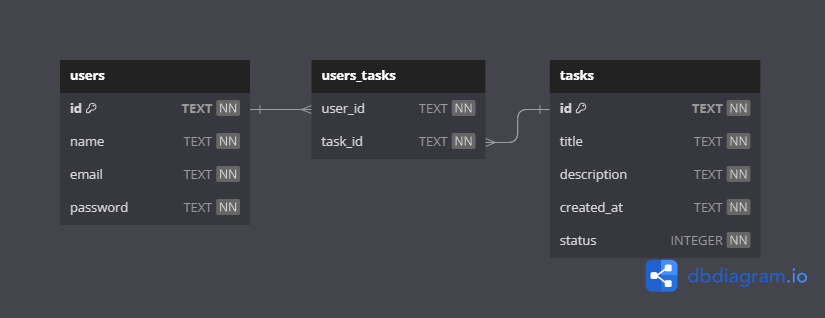 users
id TEXT NN
name TEXT NN
email TEXT NN
password TEXT NN
users_tasks
user_id TEXT NN
task_id TEXT NN
tasks
id TEXT NN
title TEXT NN
description TEXT NN
created_at TEXT NN
status INTEGER NN
dbdiagram.io